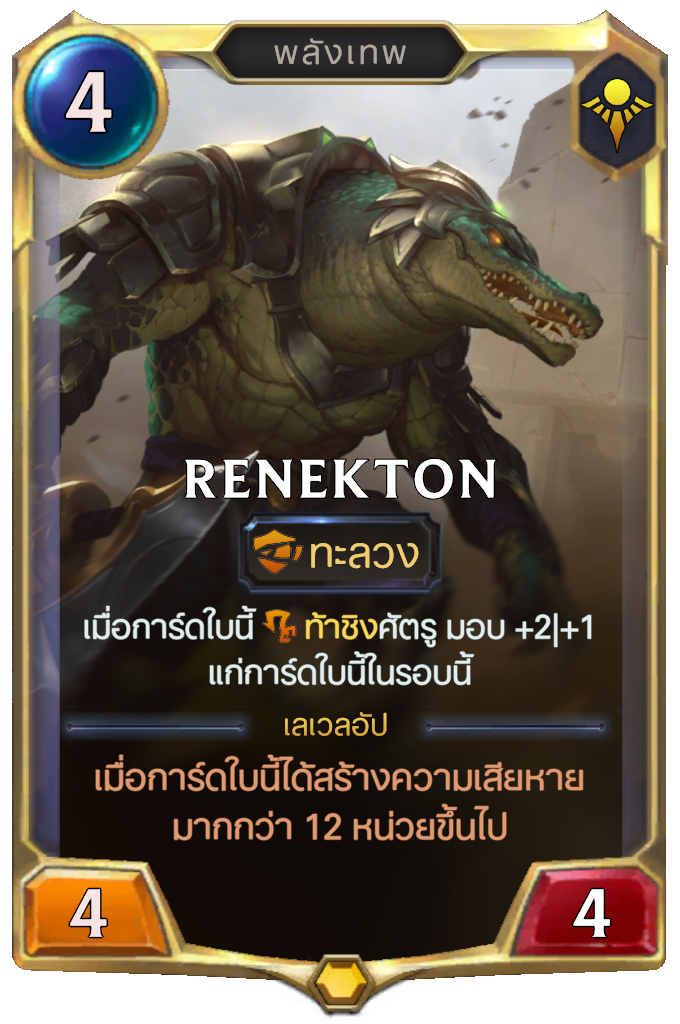 พลังเทพ
4
RENEKTON
ทะลวง
เมื่อการ์ดใบนี้ ท้าชิงศัตรู มอบ +2|+1
แก่การ์ดใบนี้ในรอบนี้
เลเวลอัป
เมื่อการ์ดใบนี้ได้สร้างความเสียหาย
มากกว่า 12 หน่วยขึ้นไป
4 4